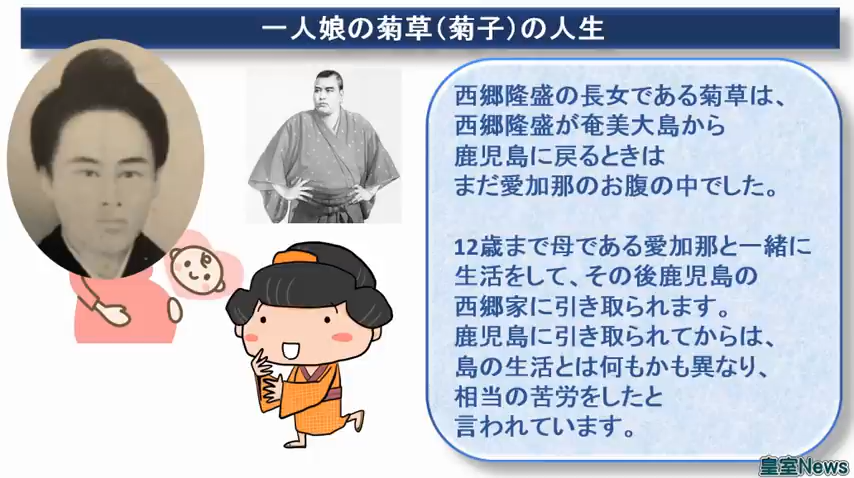 一人娘の菊草（菊子）の人生
西郷隆盛の長女である菊草は、
西郷隆盛が奄美大島から
鹿児島に戻るときは
まだ愛加那のお腹の中でした。
12歳まで母である愛加那と一緒に
生活をして、その後鹿児島の
西郷家に引き取られます。
鹿児島に引き取られてからは、
島の生活とは何もかも異なり、
相当の苦労をしたと
言われています。
皇室News